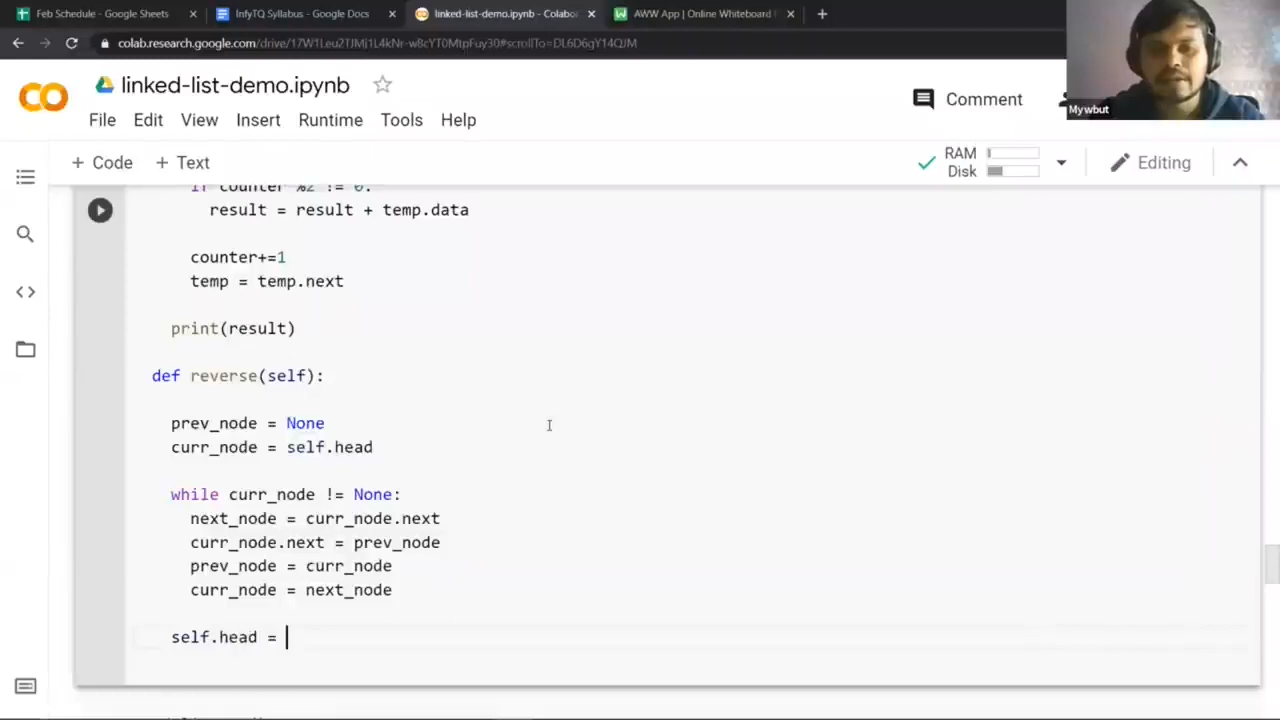 Feb Schedule - Google Sheets
InfyTQ Syllabus - Google Docs
linked-list-demo.ipynb - Colabor
AWW App | Online Whiteboard
colab.research.google.com/drive/17W1Leu2TJMj1L4kNr-w8cYT0MtpFuy30#scrollTo=DL6D6gY14QJM
Mywbut
linked-list-demo.ipynb
Comment
File Edit View Insert Runtime Tools Help
+ Code + Text
RAM
Disk
Editing
if counter %2 != 0:
result = result + temp.data
counter+=1
temp = temp.next
print(result)
def reverse(self):
prev_node = None
curr_node = self.head
while curr_node != None:
next_node = curr_node.next
curr_node.next = prev_node
prev_node = curr_node
curr_node = next_node
self.head =